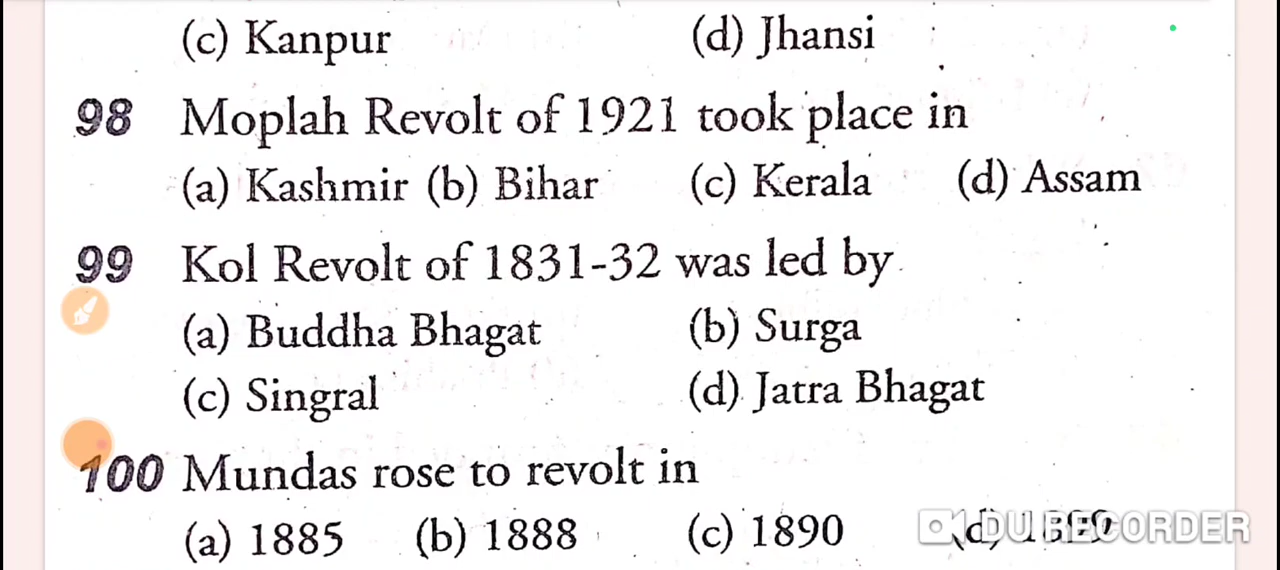 (c) Kanpur (d) Jhansi
98 Moplah Revolt of 1921 took place in
(a) Kashmir (b) Bihar (c) Kerala (d) Assam
99 Kol Revolt of 1831-32 was led by
(a) Buddha Bhagat (b) Surga
(c) Singral (d) Jatra Bhagat
100 Mundas rose to revolt in
(a) 1885 (b) 1888 (c) 1890 (d)
DU RECORDER